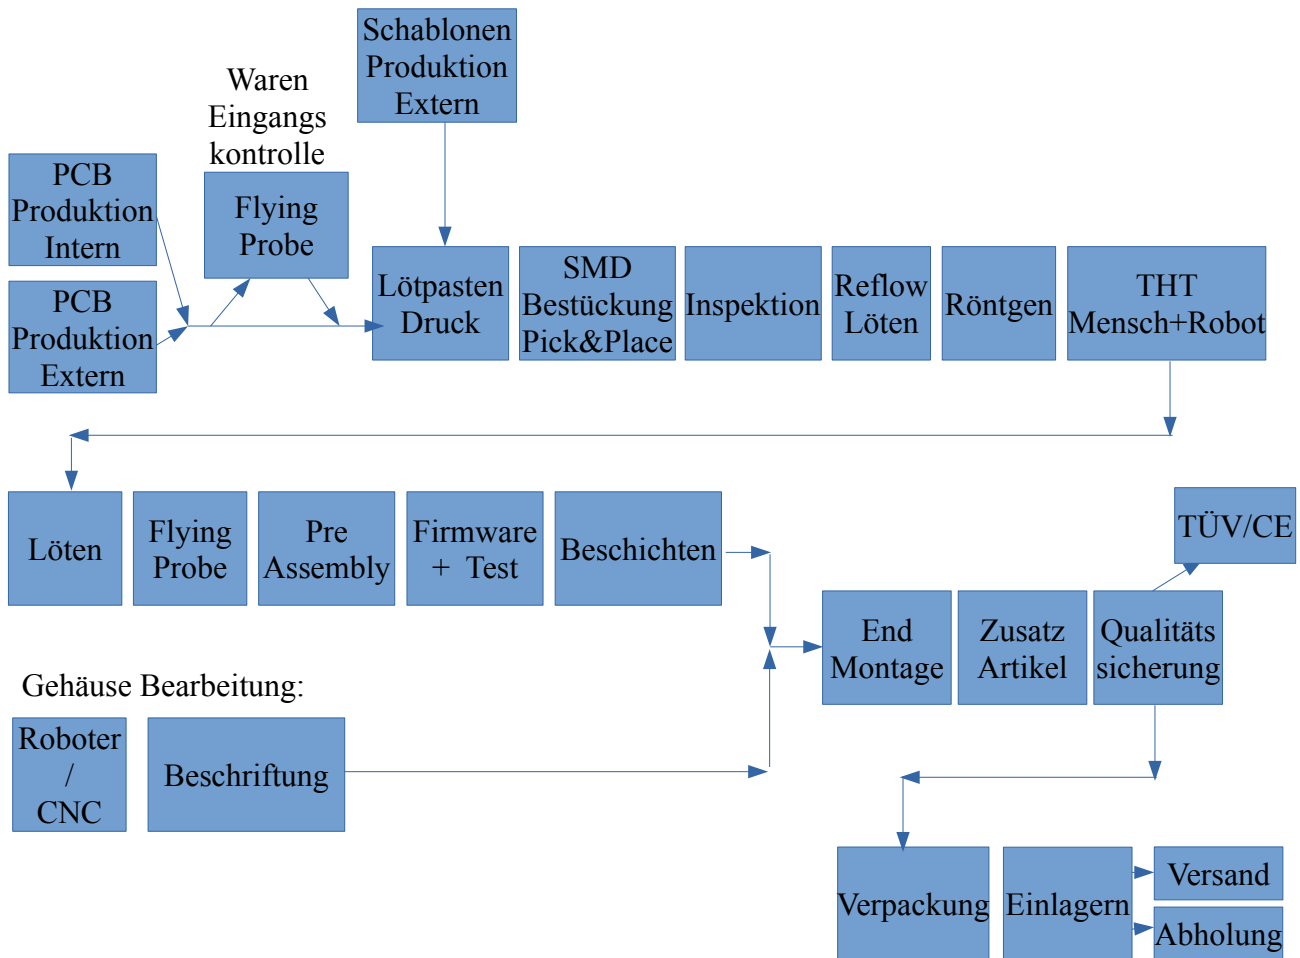 Schablonen
Produktion
Extern
Waren
Eingangs
kontrolle
PCB
Produktion
Intern
Flying
Probe
PCB
Produktion
Extern
Lötpasten
Druck
SMD
Bestückung
Pick&Place
Inspektion
Reflow
Löten
Röntgen
THT
Mensch+Robot
Löten
Flying
Probe
Pre
Assembly
Firmware
+ Test
Beschichten
TÜV/CE
End
Montage
Zusatz
Artikel
Qualitäts
sicherung
Gehäuse Bearbeitung:
Roboter
/
CNC
Beschriftung
Verpackung
Einlagern
Versand
Abholung